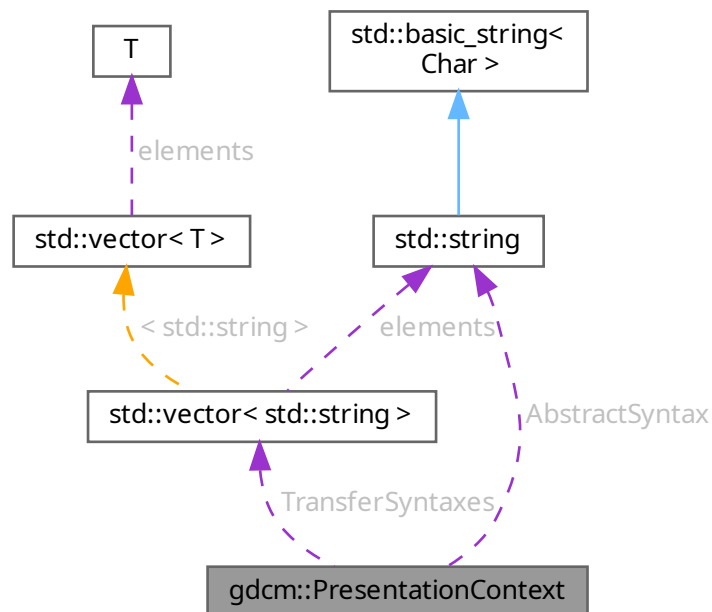 T
std::basic_string<
Char >
elements
std::vector< T >
std::string
< std::string >
elements
std::vector< std::string >
AbstractSyntax
TransferSyntaxes
gdcm::PresentationContext